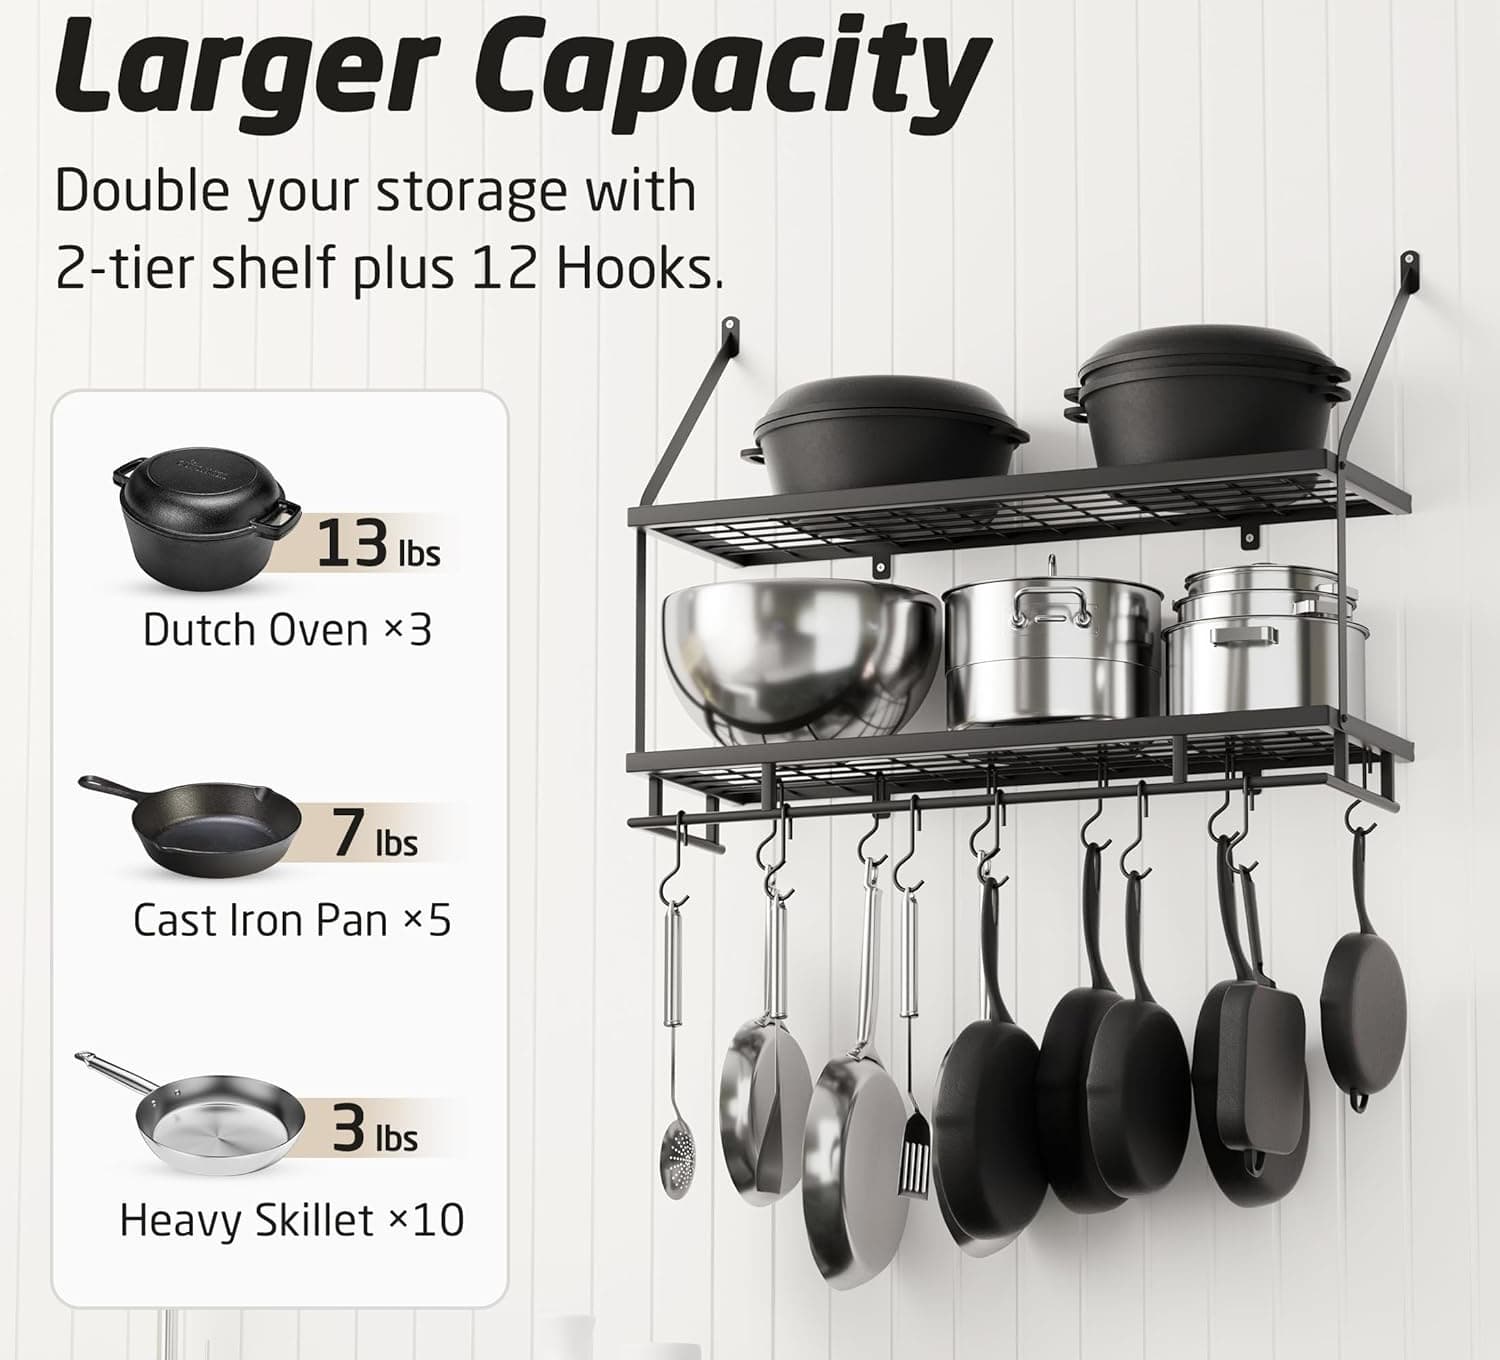 Larger Capacity
Double your storage with
2-tier shelf plus 12 Hooks.
13 lbs
Dutch Oven ×3
7 lbs
Cast Iron Pan ×5
3 lbs
Heavy Skillet ×10